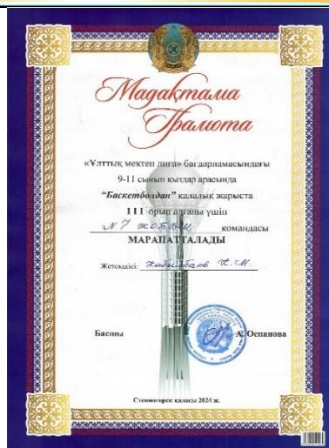 Мадақтама
Грамота
«Ұлттық мектеп лига» бағдарламасындағы
9-11 сынып қыздар арасында
"Баскетболдан" қалалық жарыста
ІІІ орын алғаны үшін
№7 жоббм, командасы
МАРАПАТТАЛАДЫ
Жетекшісі:
Басшы А. Оспанова
Степногорск қаласы 2024 ж.